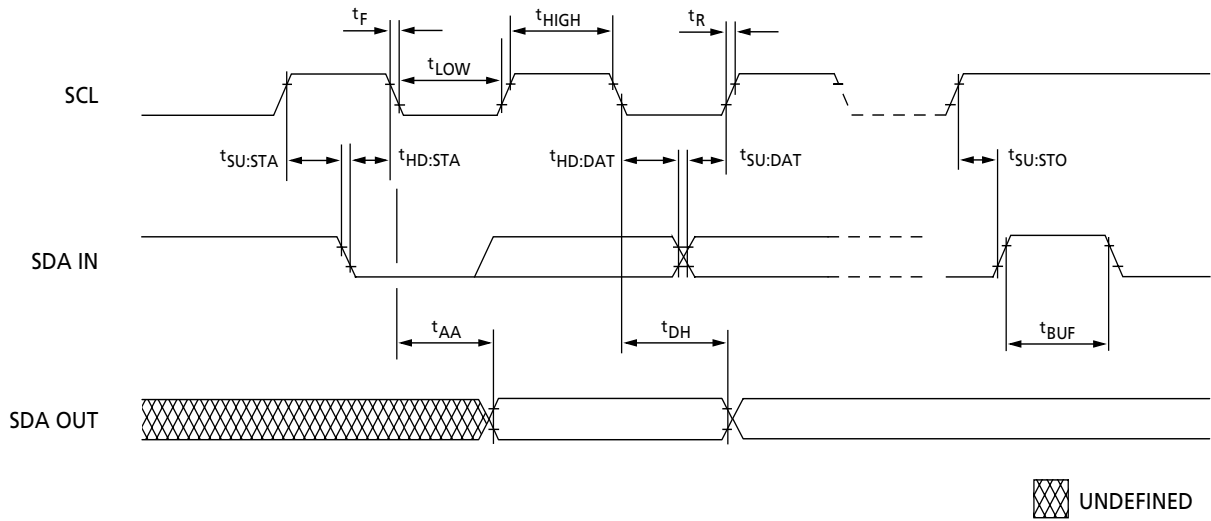 tF
tHIGH
tR
tLOW
SCL
tSU:STA
tHD:STA
tHD:DAT
tSU:DAT
tSU:STO
SDA IN
tAA
tDH
tBUF
SDA OUT
UNDEFINED